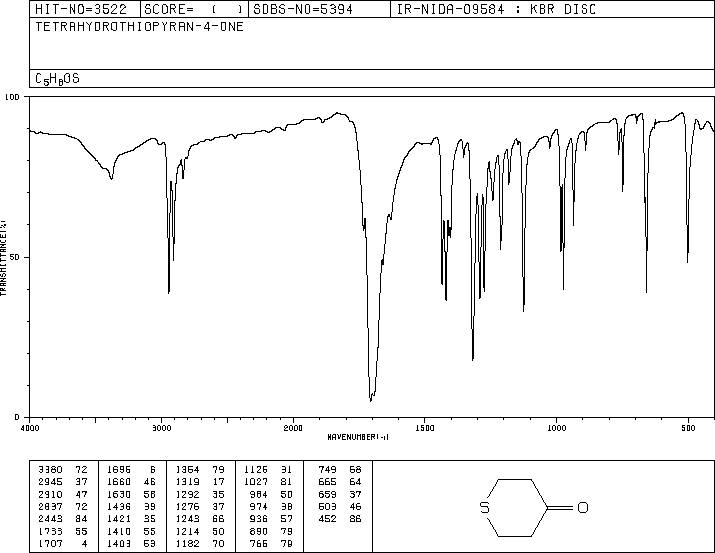 HIT-NO=3522 SCORE= ( ) SDBS-NO=5394 IR-NIDA-09584 : KBR DISC
TETRAHYDROTHIOPYRAN-4-ONE
C5H8OS
100
50
0
TRANSMITTANCE(%)
4000 3000 2000 1500 1000 500
WAVENUMBER(-1)
3380 72 1696 6 1364 79 1126 31 749 68
2945 37 1660 46 1319 17 1027 81 665 64
2910 47 1630 58 1292 35 984 50 659 37
2837 72 1436 39 1276 37 974 38 503 46
2443 84 1421 35 1243 66 936 57 452 86
1733 55 1410 55 1214 50 890 79
1707 4 1403 53 1182 70 766 79
S
O